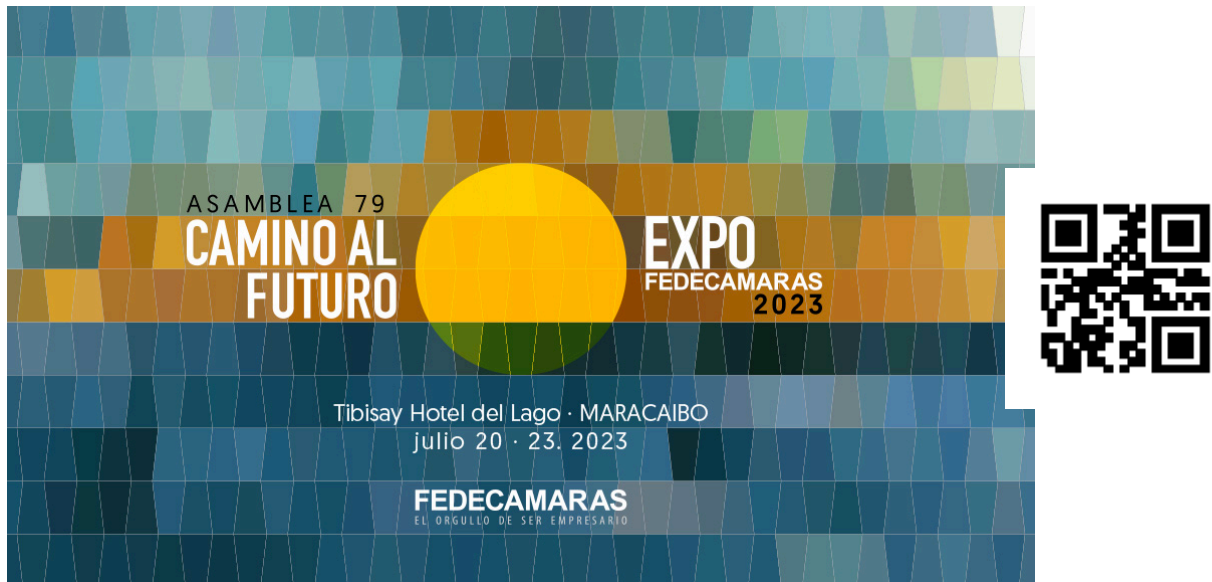 ASAMBLEA 79
CAMINO AL
FUTURO
EXPO
FEDECAMARAS
2023
Tibisay Hotel del Lago · MARACAIBO
julio 20 · 23. 2023
FEDECAMARAS
EL ORGULLO DE SER EMPRESARIO